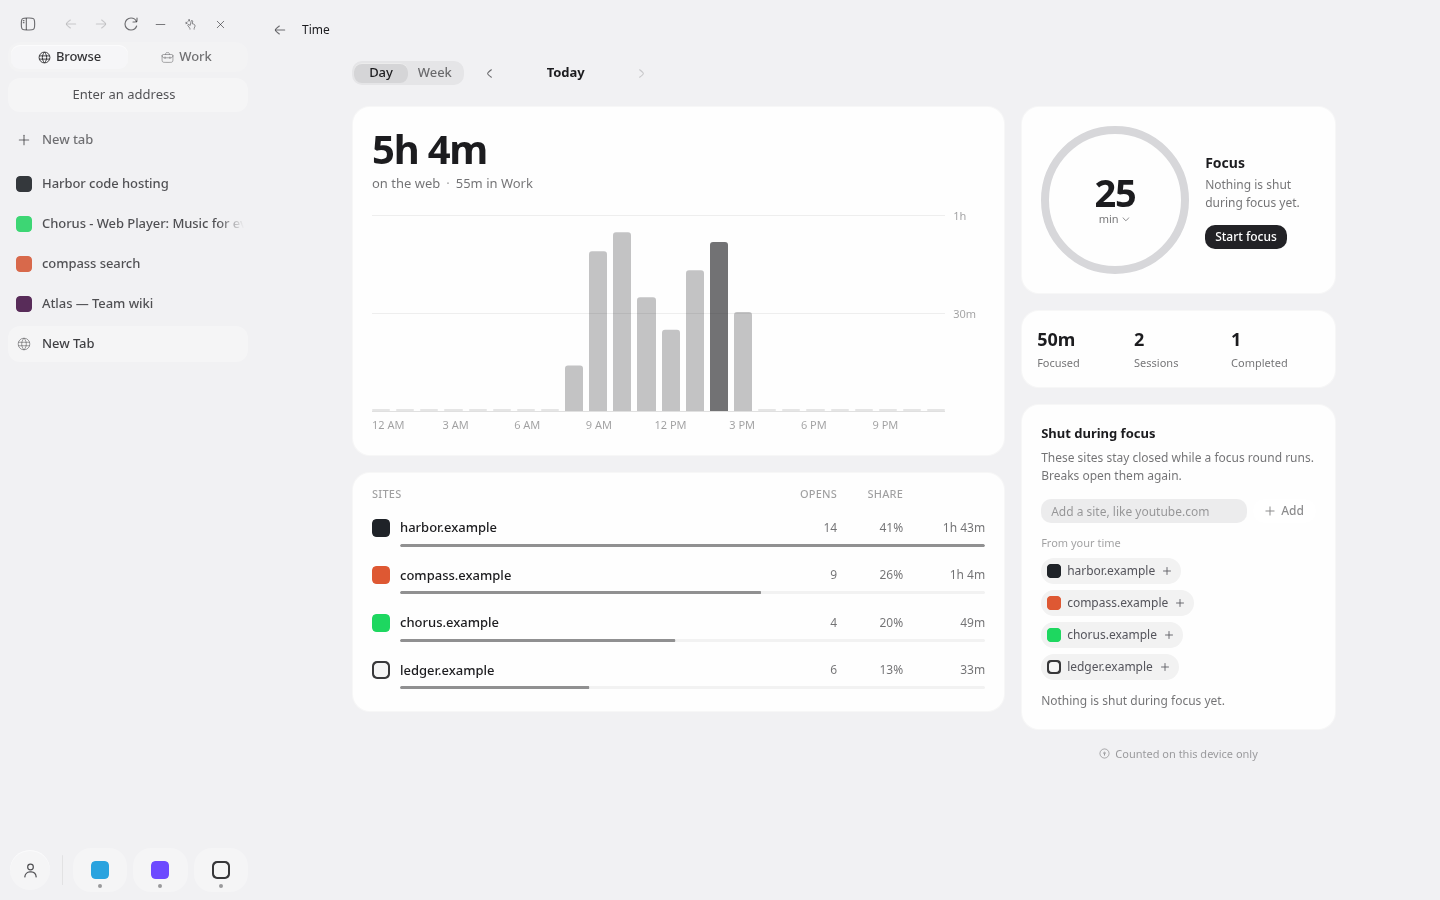 Time
Browse
Work
Enter an address
New tab
Harbor code hosting
Chorus - Web Player: Music for
compass search
Atlas — Team wiki
New Tab
Day
Week
Today
5h 4m
on the web · 55m in Work
1h
30m
12 AM
3 AM
6 AM
9 AM
12 PM
3 PM
6 PM
9 PM
SITES OPENS SHARE
harbor.example 14 41% 1h 43m
compass.example 9 26% 1h 4m
chorus.example 4 20% 49m
ledger.example 6 13% 33m
25
min
Focus
Nothing is shut
during focus yet.
Start focus
50m
Focused
2
Sessions
1
Completed
Shut during focus
These sites stay closed while a focus round runs.
Breaks open them again.
Add a site, like youtube.com
Add
From your time
harbor.example
compass.example
chorus.example
ledger.example
Nothing is shut during focus yet.
Counted on this device only